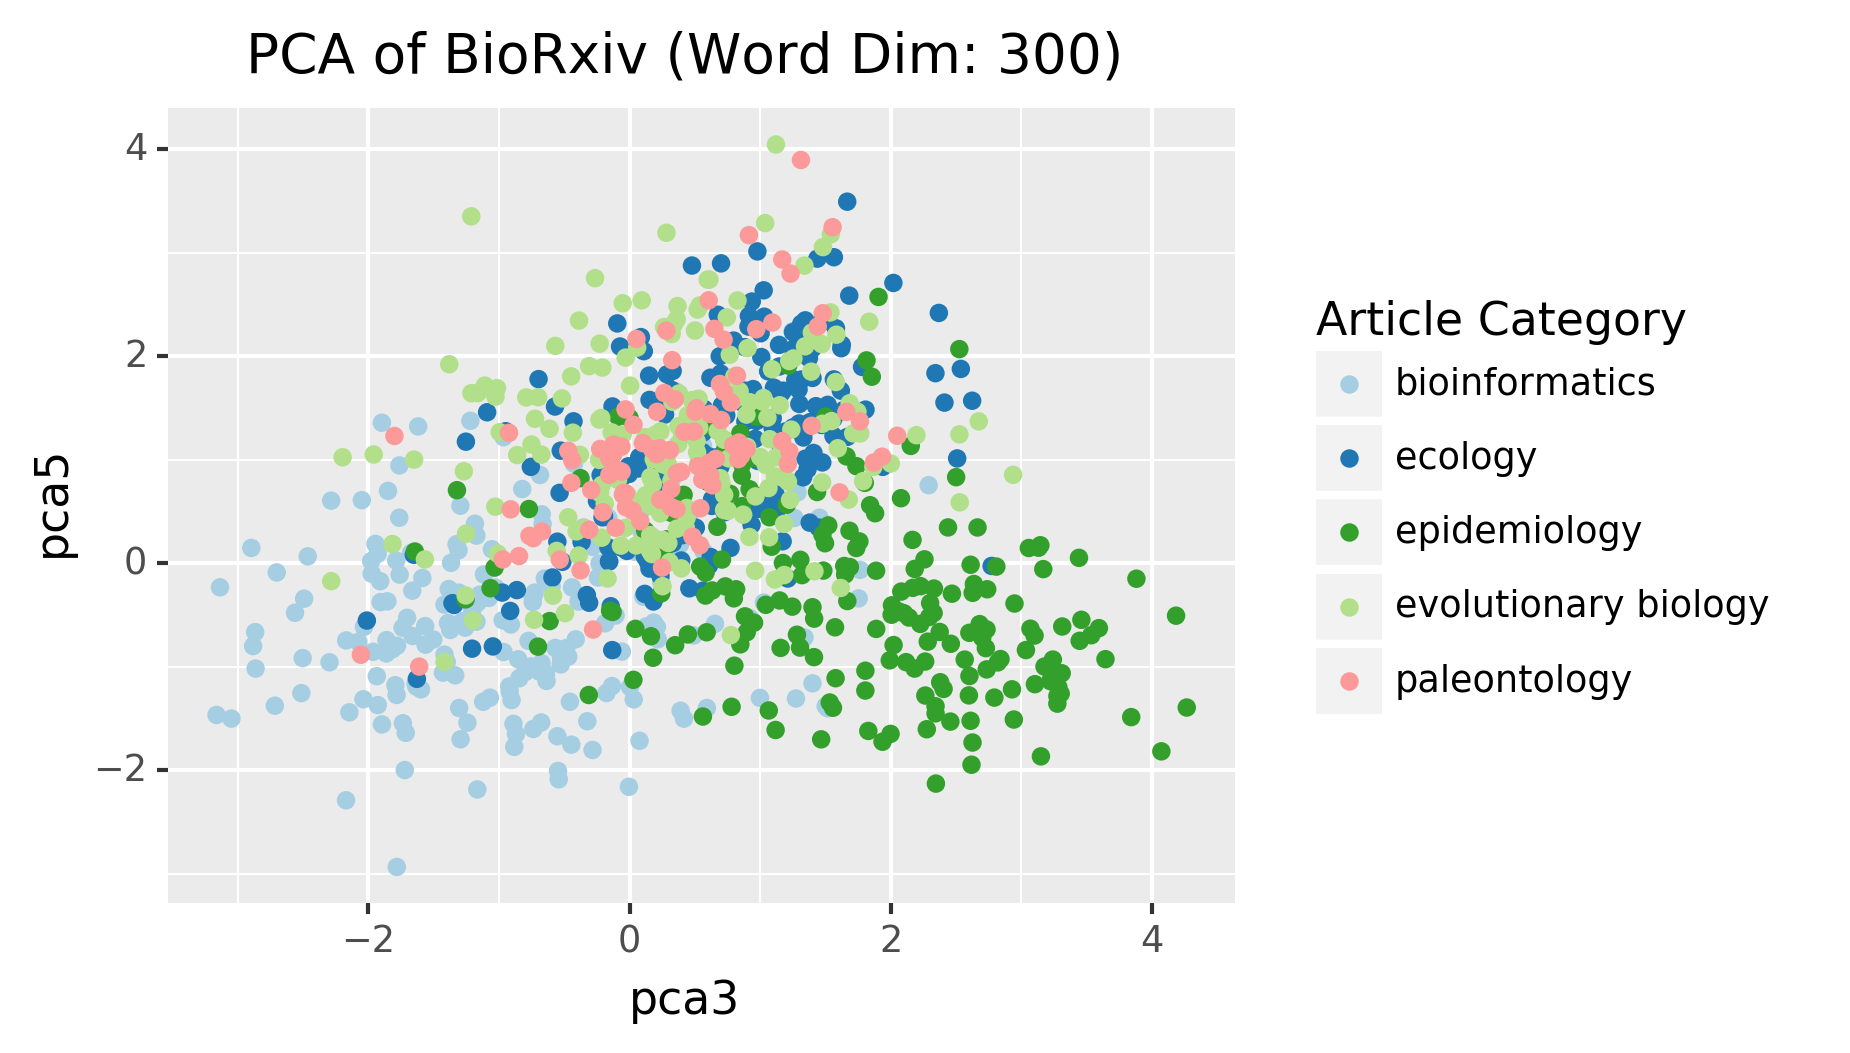 PCA of BioRxiv (Word Dim: 300)
4
2
0
−2
pca5
−2
0
2
4
pca3
Article Category
bioinformatics
ecology
epidemiology
evolutionary biology
paleontology